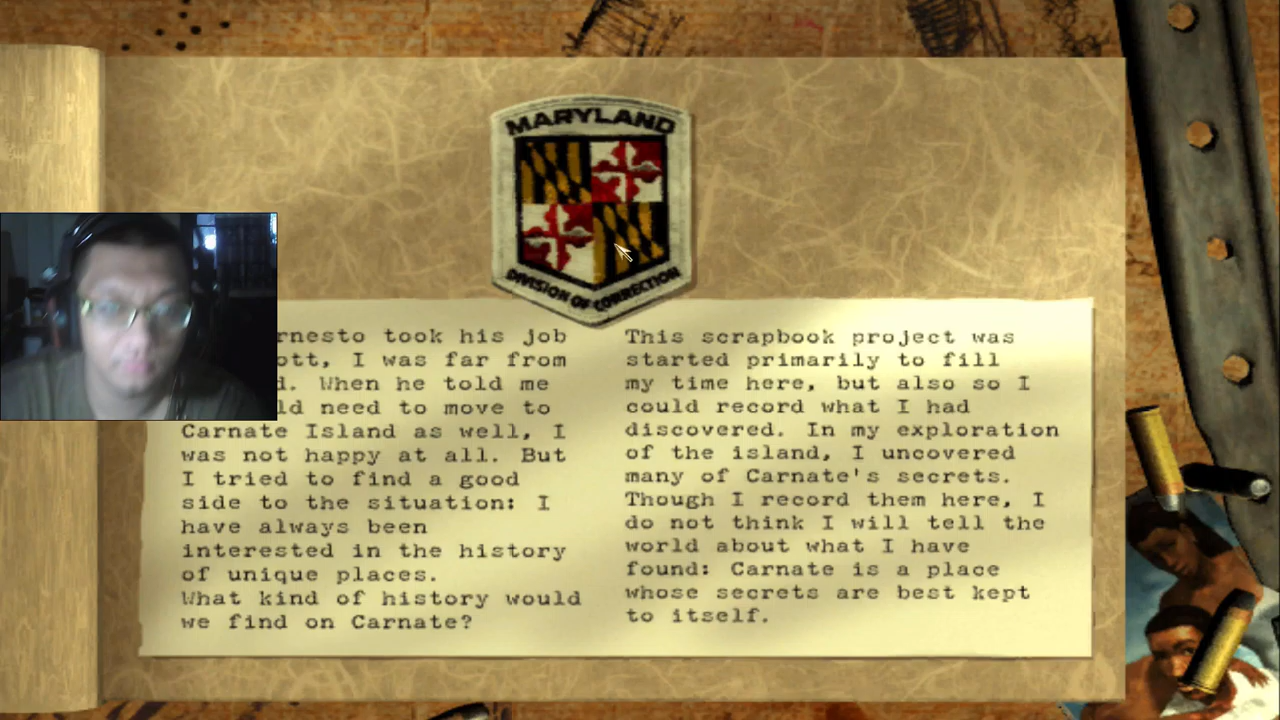 MARYLAND
DIVISION OF CORRECTION
took his job
I was far from
When he told me
need to move to
Carnate Island as well, I
was not happy at all. But
I tried to find a good
side to the situation: I
have always been
interested in the history
of unique places.
What kind of history would
we find on Carnate?
This scrapbook project was
started primarily to fill
my time here, but also so I
could record what I had
discovered. In my exploration
of the island, I uncovered
many of Carnate's secrets.
Though I record them here, I
do not think I will tell the
world about what I have
found: Carnate is a place
whose secrets are best kept
to itself.